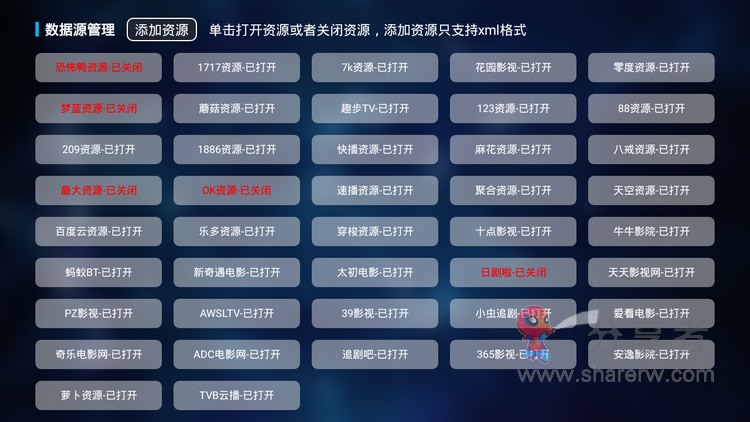 数据源管理 添加资源 单击打开资源或者关闭资源，添加资源只支持xml格式
恐怖鸭资源-已关闭 1717资源-已打开 7k资源-已打开 花园影视-已打开 零度资源-已打开
梦蓝资源-已关闭 蘑菇资源-已打开 趣步TV-已打开 123资源-已打开 88资源-已打开
209资源-已打开 1886资源-已打开 快播资源-已打开 麻花资源-已打开 八戒资源-已打开
最大资源-已关闭 OK资源-已关闭 速播资源-已打开 聚合资源-已打开 天空资源-已打开
百度云资源-已打开 乐多资源-已打开 穿梭资源-已打开 十点影视-已打开 牛牛影院-已打开
蚂蚁BT-已打开 新奇遇电影-已打开 太初电影-已打开 日剧啦-已关闭 天天影视网-已打开
PZ影视-已打开 AWSLTV-已打开 39影视-已打开 小虫追剧-已打开 爱看电影-已打开
奇乐电影网-已打开 ADC电影网-已打开 追剧吧-已打开 365影视-已打开 安逸影院-已打开
萝卜资源-已打开 TVB云播-已打开
分享者
www.sharerw.com